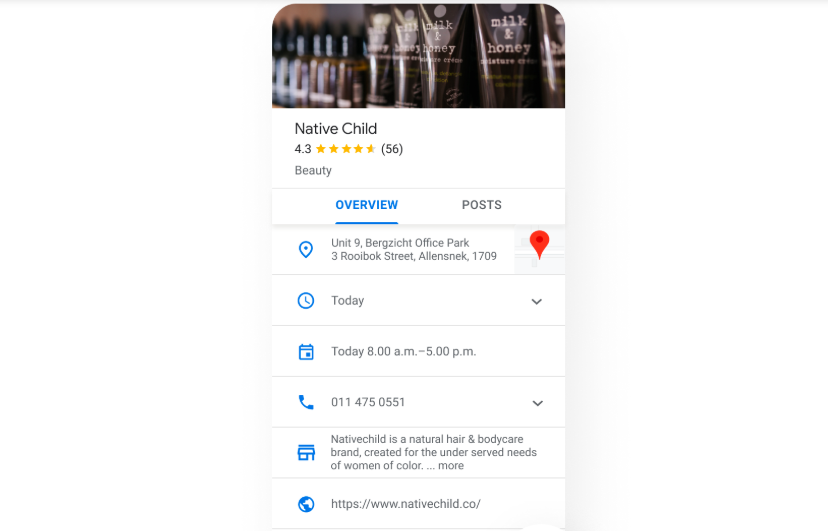 milk
&
honey
milk
&
honey
moisture crème
Native Child
4.3 (56)
Beauty
OVERVIEW POSTS
Unit 9, Bergzicht Office Park
3 Rooibok Street, Allensnek, 1709
Today
Today 8.00 a.m.–5.00 p.m.
011 475 0551
Nativechild is a natural hair & bodycare
brand, created for the under served needs
of women of color. ... more
https://www.nativechild.co/